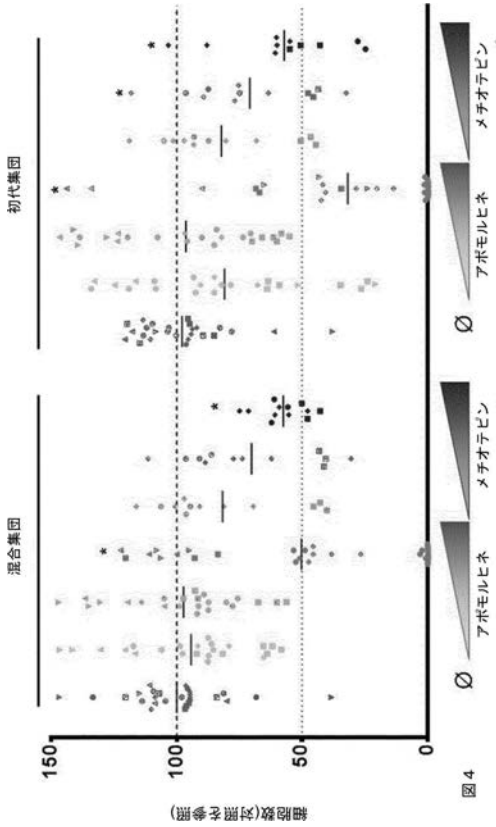 混合集団
初代集団
細胞数(対照を参照)
150
100
50
0
*
*
*
*
*
Ø
アポモルヒネ
メチオテピン
Ø
アポモルヒネ
メチオテピン
図 4